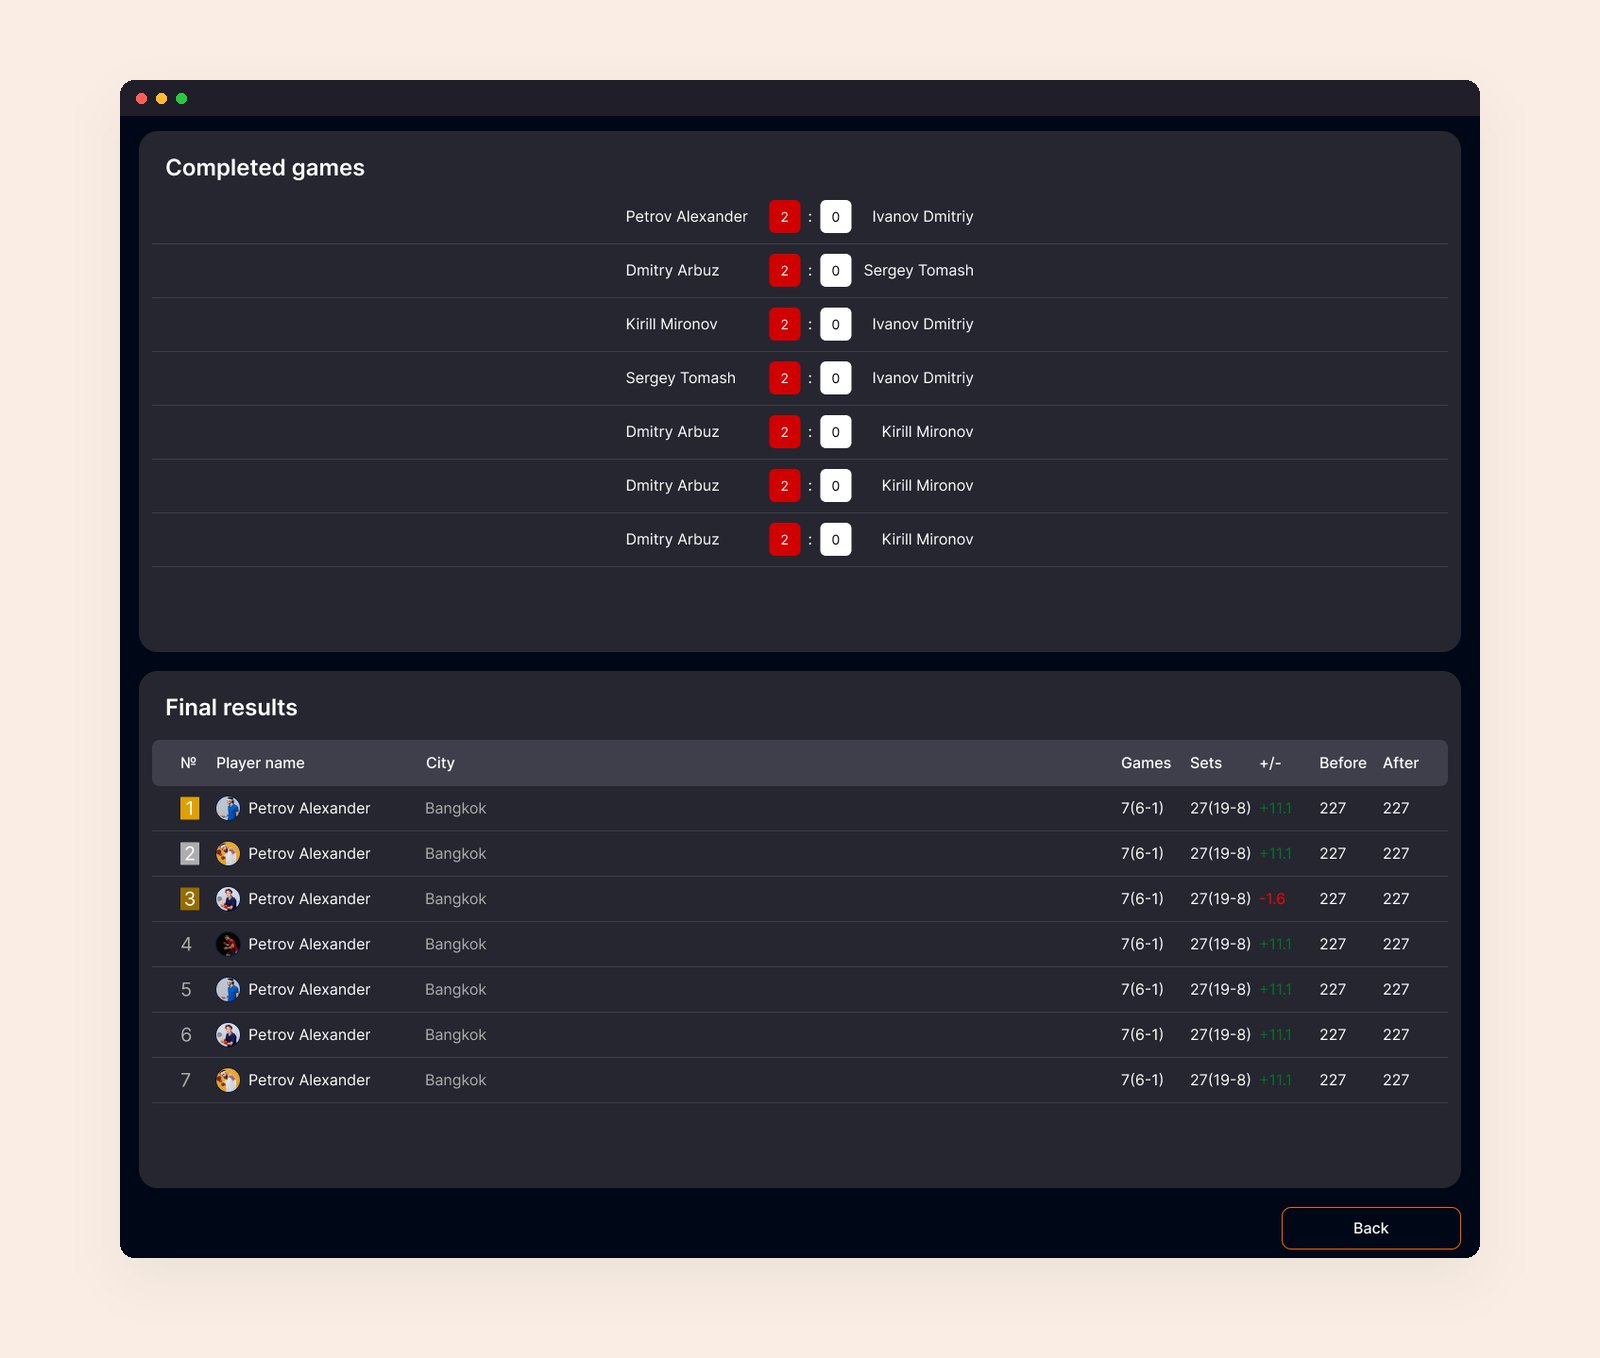 Completed games
Petrov Alexander 2 : 0 Ivanov Dmitriy
Dmitry Arbuz 2 : 0 Sergey Tomash
Kirill Mironov 2 : 0 Ivanov Dmitriy
Sergey Tomash 2 : 0 Ivanov Dmitriy
Dmitry Arbuz 2 : 0 Kirill Mironov
Dmitry Arbuz 2 : 0 Kirill Mironov
Dmitry Arbuz 2 : 0 Kirill Mironov
Final results
№ Player name City Games Sets +/- Before After
1 Petrov Alexander Bangkok 7(6-1) 27(19-8) +11.1 227 227
2 Petrov Alexander Bangkok 7(6-1) 27(19-8) +11.1 227 227
3 Petrov Alexander Bangkok 7(6-1) 27(19-8) -1.6 227 227
4 Petrov Alexander Bangkok 7(6-1) 27(19-8) +11.1 227 227
5 Petrov Alexander Bangkok 7(6-1) 27(19-8) +11.1 227 227
6 Petrov Alexander Bangkok 7(6-1) 27(19-8) +11.1 227 227
7 Petrov Alexander Bangkok 7(6-1) 27(19-8) +11.1 227 227
Back